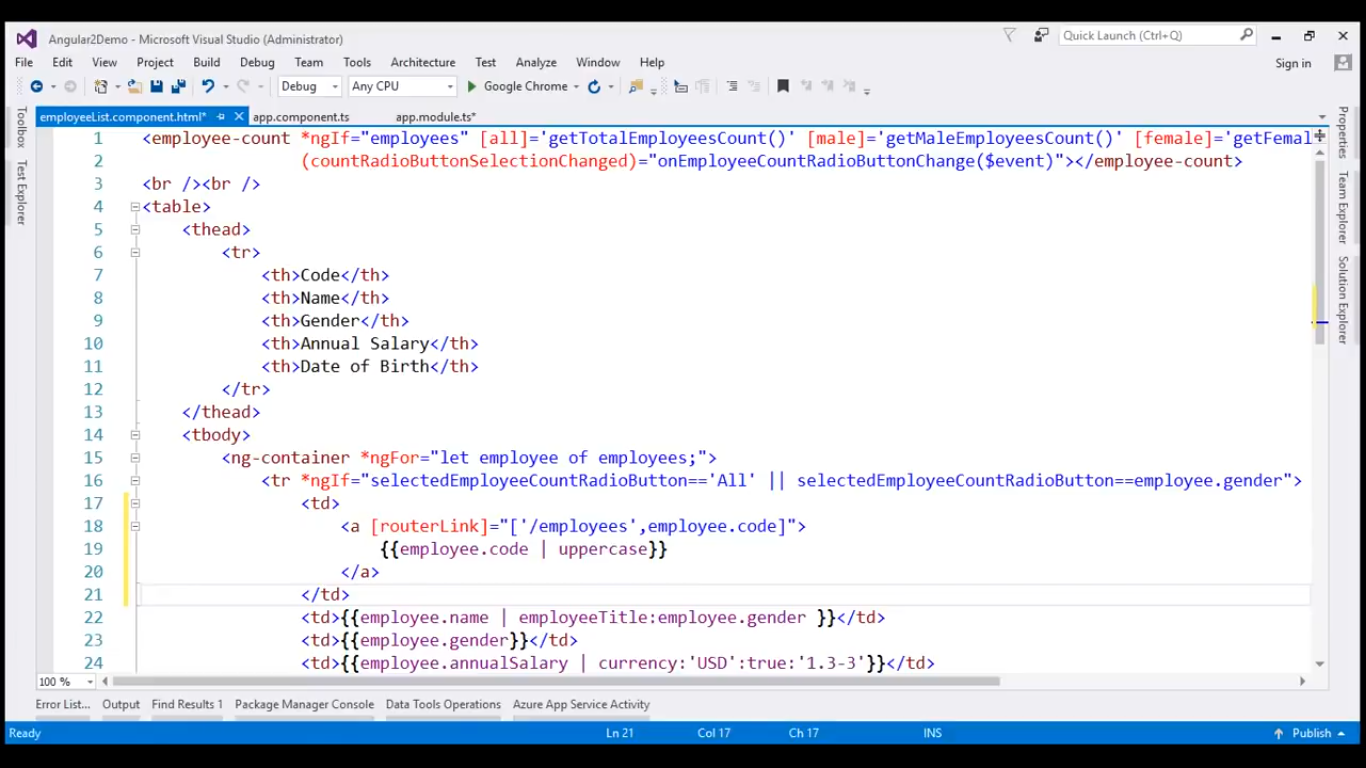 Angular2Demo - Microsoft Visual Studio (Administrator)
Quick Launch (Ctrl+Q)
File Edit View Project Build Debug Team Tools Architecture Test Analyze Window Help
Sign in
Debug Any CPU Google Chrome
employeeList.component.html* app.component.ts app.module.ts*
Toolbox
Test Explorer
Properties
Team Explorer
Solution Explorer
1 <employee-count *ngIf="employees" [all]='getTotalEmployeesCount()' [male]='getMaleEmployeesCount()' [female]='getFemal
2 (countRadioButtonSelectionChanged)="onEmployeeCountRadioButtonChange($event)"></employee-count>
3 <br /><br />
4 <table>
5 <thead>
6 <tr>
7 <th>Code</th>
8 <th>Name</th>
9 <th>Gender</th>
10 <th>Annual Salary</th>
11 <th>Date of Birth</th>
12 </tr>
13 </thead>
14 <tbody>
15 <ng-container *ngFor="let employee of employees;">
16 <tr *ngIf="selectedEmployeeCountRadioButton=='All' || selectedEmployeeCountRadioButton==employee.gender">
17 <td>
18 <a [routerLink]="['/employees',employee.code]">
19 {{employee.code | uppercase}}
20 </a>
21 </td>
22 <td>{{employee.name | employeeTitle:employee.gender }}</td>
23 <td>{{employee.gender}}</td>
24 <td>{{employee.annualSalary | currency:'USD':true:'1.3-3'}}</td>
100 %
Error List... Output Find Results 1 Package Manager Console Data Tools Operations Azure App Service Activity
Ready Ln 21 Col 17 Ch 17 INS Publish